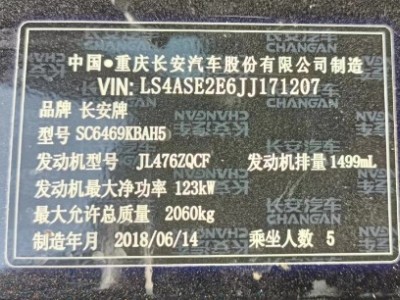 中国●重庆长安汽车股份有限公司制造
VIN: LS4ASE2E6JJ171207
品牌 长安牌
型号 SC6469KBAH5
发动机型号 JL476ZQCF 发动机排量 1499mL
发动机最大净功率 123kW
最大允许总质量 2060kg
制造年月 2018/06/14 乘坐人数 5